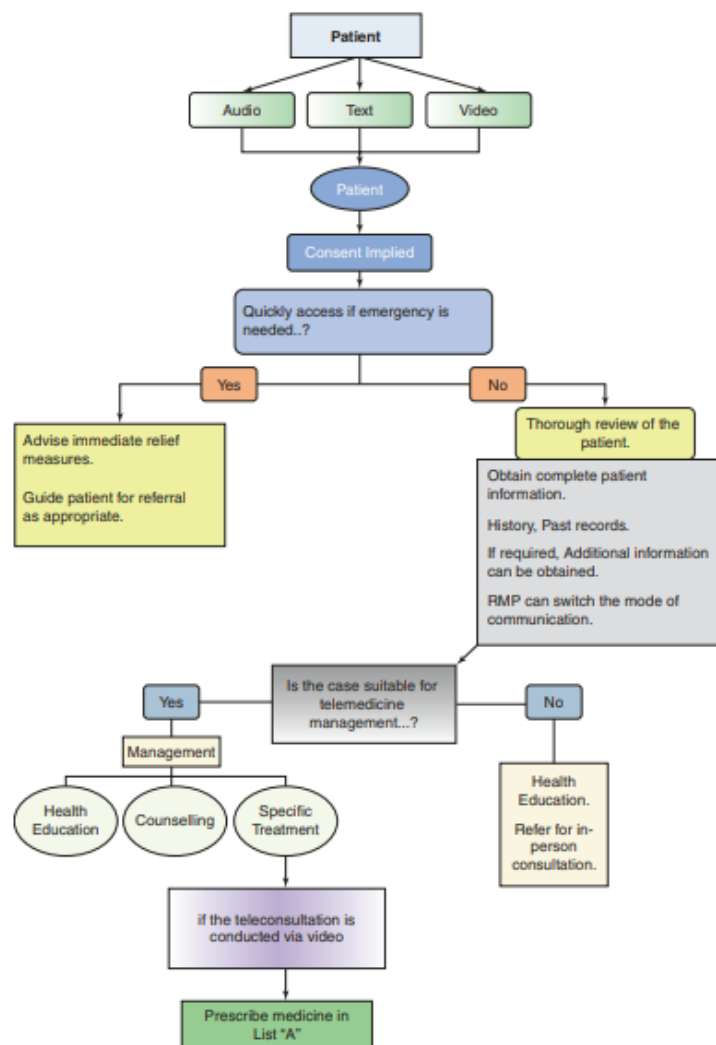 Patient
Audio
Text
Video
Patient
Consent Implied
Quickly access if emergency is
needed..?
Yes
No
Advise immediate relief
measures.
Guide patient for referral
as appropriate.
Thorough review of the
patient.
Obtain complete patient
information.
History, Past records.
If required, Additional information
can be obtained.
RMP can switch the mode of
communication.
Is the case suitable for
telemedicine
management...?
Yes
No
Management
Health
Education
Counselling
Specific
Treatment
Health
Education.
Refer for in-
person
consultation.
if the teleconsultation is
conducted via video
Prescribe medicine in
List “A”